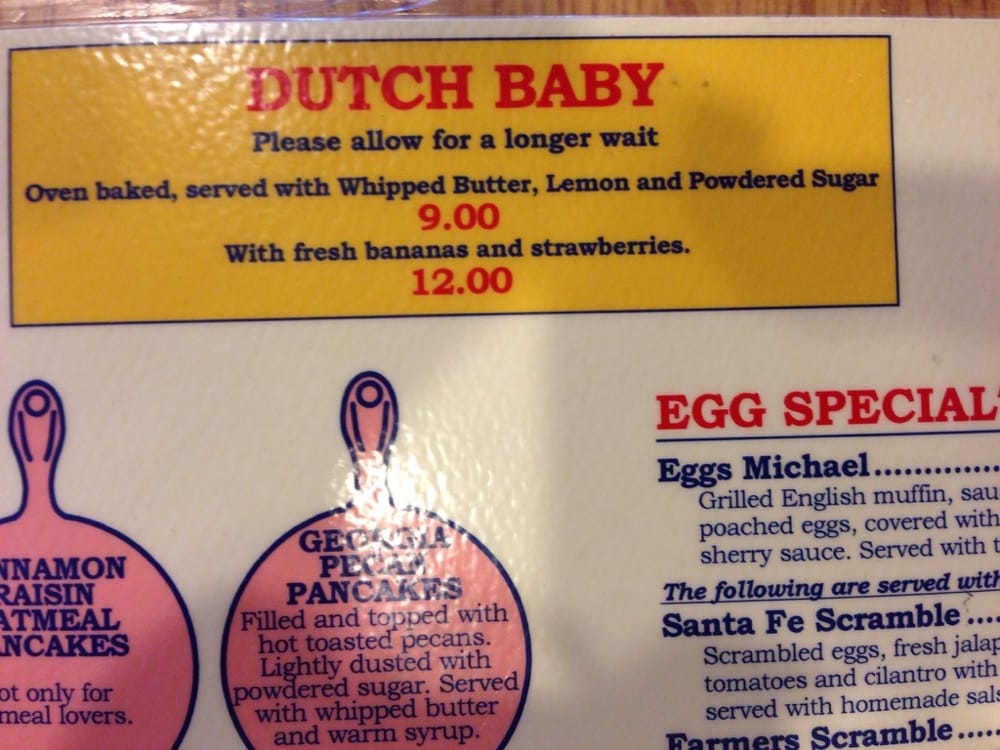 DUTCH BABY
Please allow for a longer wait
Oven baked, served with Whipped Butter, Lemon and Powdered Sugar
9.00
With fresh bananas and strawberries.
12.00
NNAMON
RAISIN
ATMEAL
NCAKES
ot only for
meal lovers.
GEORGIA
PECAN
PANCAKES
Filled and topped with
hot toasted pecans.
Lightly dusted with
powdered sugar. Served
with whipped butter
and warm syrup.
EGG SPECIAL
Eggs Michael............
Grilled English muffin, sau
poached eggs, covered with
sherry sauce. Served with t
The following are served with
Santa Fe Scramble....
Scrambled eggs, fresh jalap
tomatoes and cilantro with
served with homemade sals
Farmers Scramble.....